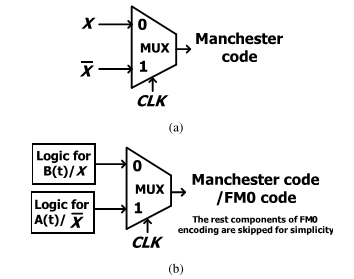 X
0
MUX
Manchester
code
X̅
1
CLK
(a)
Logic for
B(t)/X
0
MUX
Manchester code
/FM0 code
Logic for
A(t)/ X̅
1
The rest components of FM0
encoding are skipped for simplicity
CLK
(b)